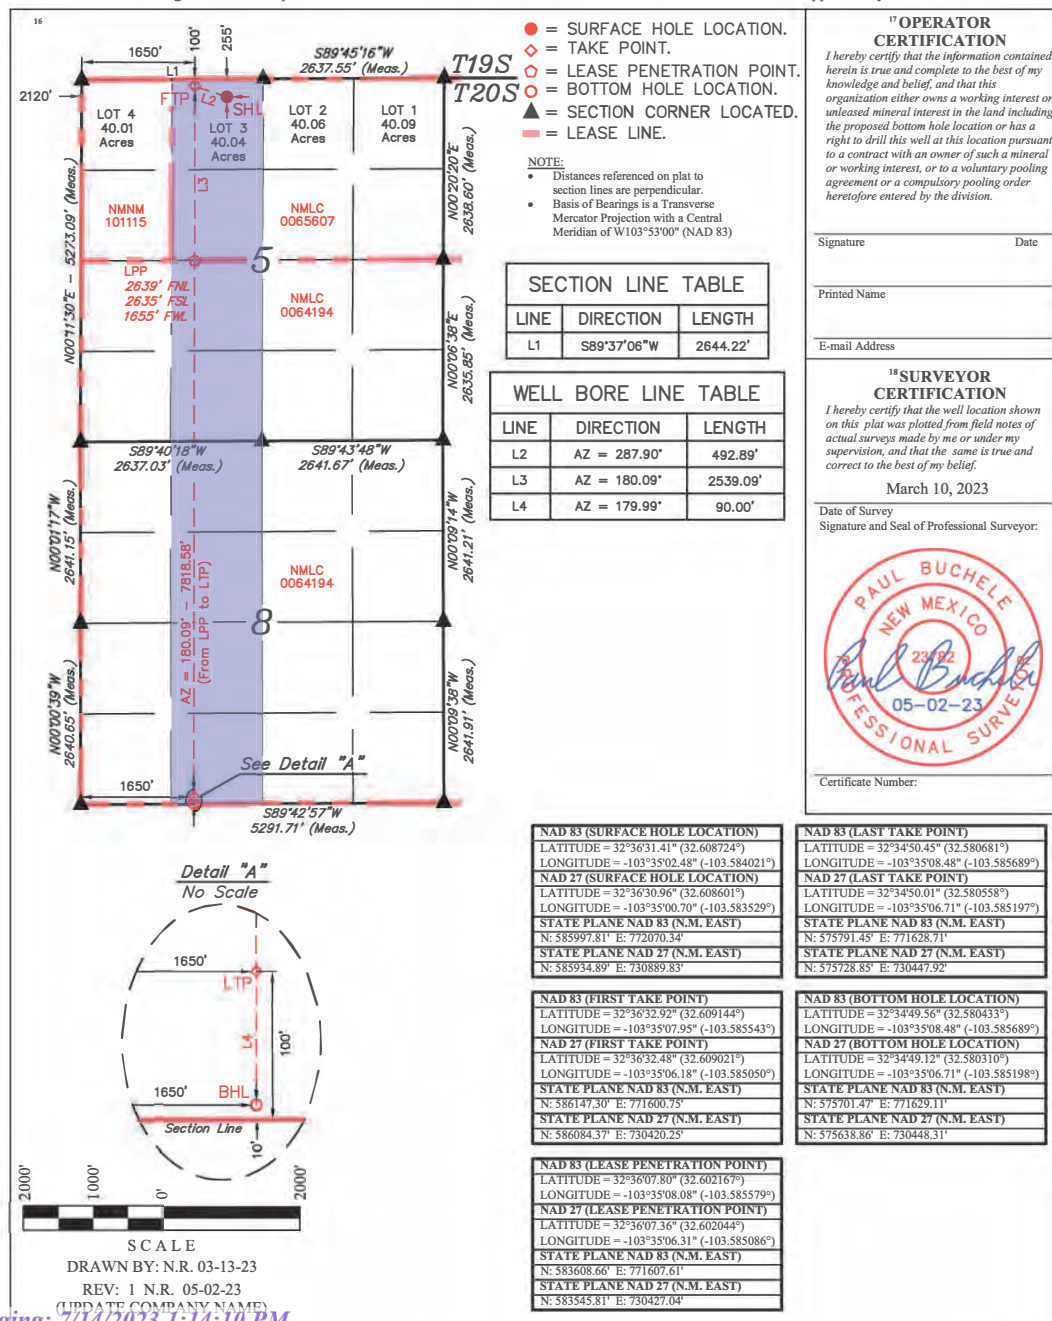 16
1650'
100'
255'
L1
S89°45'16"W
2637.55' (Meas.)
T19S
T20S
2120'
FTP
L2
SHL
LOT 4
40.01
Acres
LOT 3
40.04
Acres
LOT 2
40.06
Acres
LOT 1
40.09
Acres
L3
NMNM
101115
NMLC
0065607
5
LPP
2639' FNL
2635' FSL
1655' FWL
NMLC
0064194
N00°11'30"E - 5273.09' (Meas.)
N00°20'20"E
2638.60' (Meas.)
N00°06'38"E
2635.85' (Meas.)
S89°40'18"W
2637.03' (Meas.)
S89°43'48"W
2641.67' (Meas.)
N00°01'17"W
2641.15' (Meas.)
N00°09'14"W
2641.21' (Meas.)
NMLC
0064194
8
AZ = 180.09° - 7818.58'
(From LPP to LTP)
N00°00'39"W
2640.65' (Meas.)
N00°09'38"W
2641.91' (Meas.)
See Detail "A"
1650'
S89°42'57"W
5291.71' (Meas.)
= SURFACE HOLE LOCATION.
= TAKE POINT.
= LEASE PENETRATION POINT.
= BOTTOM HOLE LOCATION.
= SECTION CORNER LOCATED.
= LEASE LINE.
NOTE:
• Distances referenced on plat to
section lines are perpendicular.
• Basis of Bearings is a Transverse
Mercator Projection with a Central
Meridian of W103°53'00" (NAD 83)
SECTION LINE TABLE
LINE DIRECTION LENGTH
L1 S89°37'06"W 2644.22'
WELL BORE LINE TABLE
LINE DIRECTION LENGTH
L2 AZ = 287.90° 492.89'
L3 AZ = 180.09° 2539.09'
L4 AZ = 179.99° 90.00'
17 OPERATOR
CERTIFICATION
I hereby certify that the information contained
herein is true and complete to the best of my
knowledge and belief, and that this
organization either owns a working interest or
unleased mineral interest in the land including
the proposed bottom hole location or has a
right to drill this well at this location pursuant
to a contract with an owner of such a mineral
or working interest, or to a voluntary pooling
agreement or a compulsory pooling order
heretofore entered by the division.
Signature Date
Printed Name
E-mail Address
18 SURVEYOR
CERTIFICATION
I hereby certify that the well location shown
on this plat was plotted from field notes of
actual surveys made by me or under my
supervision, and that the same is true and
correct to the best of my belief.
March 10, 2023
Date of Survey
Signature and Seal of Professional Surveyor:
PAUL BUCHELE
NEW MEXICO
23782
Paul Buchele
05-02-23
PROFESSIONAL SURVEYOR
Certificate Number:
Detail "A"
No Scale
1650'
LTP
L4
100'
1650'
BHL
Section Line
10'
2000' 1000' 0' 2000'
SCALE
DRAWN BY: N.R. 03-13-23
REV: 1 N.R. 05-02-23
(UPDATE COMPANY NAME)
7/14/2023 1:14:10 PM
NAD 83 (SURFACE HOLE LOCATION)
LATITUDE = 32°36'31.41" (32.608724°)
LONGITUDE = -103°35'02.48" (-103.584021°)
NAD 27 (SURFACE HOLE LOCATION)
LATITUDE = 32°36'30.96" (32.608601°)
LONGITUDE = -103°35'00.70" (-103.583529°)
STATE PLANE NAD 83 (N.M. EAST)
N: 585997.81' E: 772070.34'
STATE PLANE NAD 27 (N.M. EAST)
N: 585934.89' E: 730889.83'
NAD 83 (LAST TAKE POINT)
LATITUDE = 32°34'50.45" (32.580681°)
LONGITUDE = -103°35'08.48" (-103.585689°)
NAD 27 (LAST TAKE POINT)
LATITUDE = 32°34'50.01" (32.580558°)
LONGITUDE = -103°35'06.71" (-103.585197°)
STATE PLANE NAD 83 (N.M. EAST)
N: 575791.45' E: 771628.71'
STATE PLANE NAD 27 (N.M. EAST)
N: 575728.85' E: 730447.92'
NAD 83 (FIRST TAKE POINT)
LATITUDE = 32°36'32.92" (32.609144°)
LONGITUDE = -103°35'07.95" (-103.585543°)
NAD 27 (FIRST TAKE POINT)
LATITUDE = 32°36'32.48" (32.609021°)
LONGITUDE = -103°35'06.18" (-103.585050°)
STATE PLANE NAD 83 (N.M. EAST)
N: 586147.30' E: 771600.75'
STATE PLANE NAD 27 (N.M. EAST)
N: 586084.37' E: 730420.25'
NAD 83 (BOTTOM HOLE LOCATION)
LATITUDE = 32°34'49.56" (32.580433°)
LONGITUDE = -103°35'08.48" (-103.585689°)
NAD 27 (BOTTOM HOLE LOCATION)
LATITUDE = 32°34'49.12" (32.580310°)
LONGITUDE = -103°35'06.71" (-103.585198°)
STATE PLANE NAD 83 (N.M. EAST)
N: 575701.47' E: 771629.11'
STATE PLANE NAD 27 (N.M. EAST)
N: 575638.86' E: 730448.31'
NAD 83 (LEASE PENETRATION POINT)
LATITUDE = 32°36'07.80" (32.602167°)
LONGITUDE = -103°35'08.08" (-103.585579°)
NAD 27 (LEASE PENETRATION POINT)
LATITUDE = 32°36'07.36" (32.602044°)
LONGITUDE = -103°35'06.31" (-103.585086°)
STATE PLANE NAD 83 (N.M. EAST)
N: 583608.66' E: 771607.61'
STATE PLANE NAD 27 (N.M. EAST)
N: 583545.81' E: 730427.04'